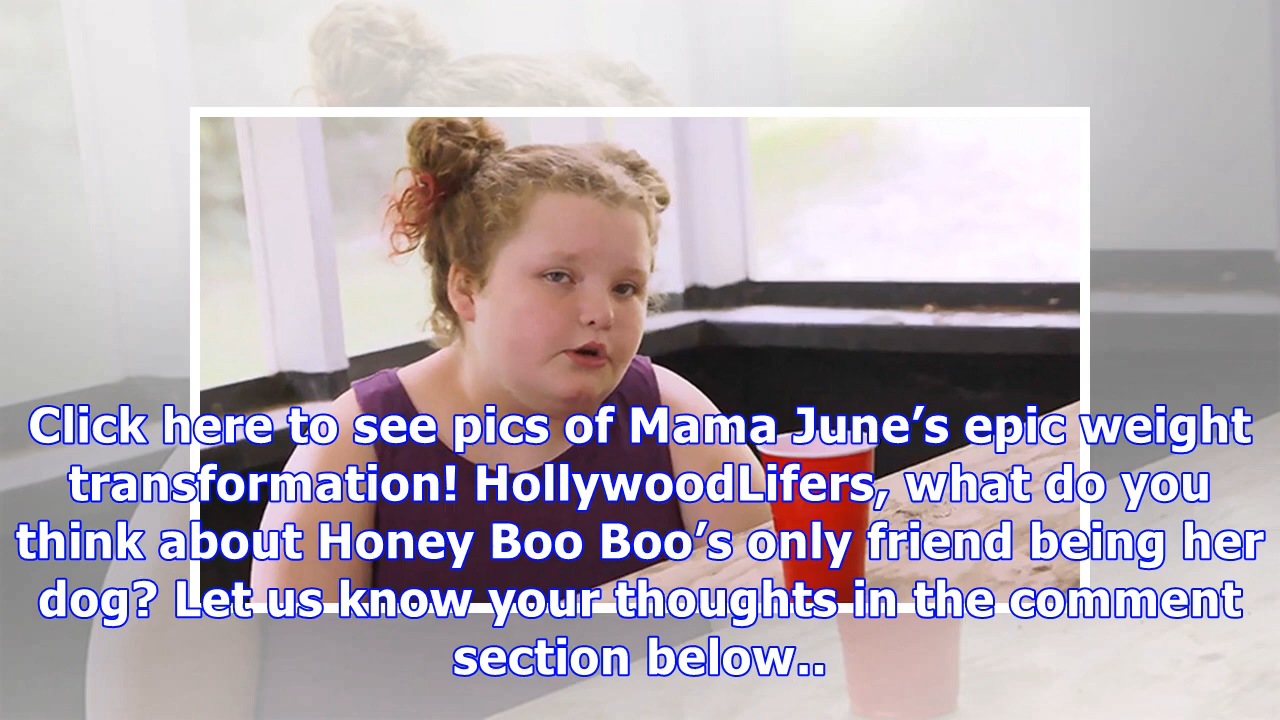 Click here to see pics of Mama June’s epic weight
transformation! HollywoodLifers, what do you
think about Honey Boo Boo’s only friend being her
dog? Let us know your thoughts in the comment
section below..